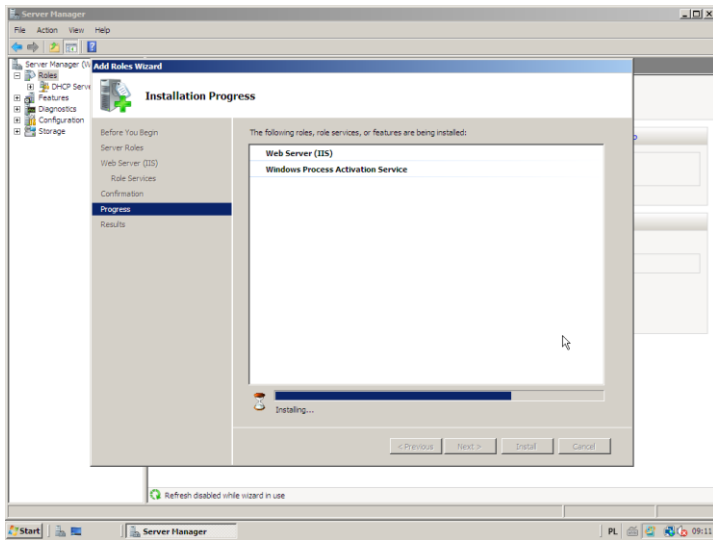 Server Manager
File Action View Help
Server Manager (W
Roles
DHCP Serve
Features
Diagnostics
Configuration
Storage
Add Roles Wizard
Installation Progress
Before You Begin
Server Roles
Web Server (IIS)
Role Services
Confirmation
Progress
Results
The following roles, role services, or features are being installed:
Web Server (IIS)
Windows Process Activation Service
Installing...
< Previous Next > Install Cancel
Refresh disabled while wizard in use
Start Server Manager PL 09:11